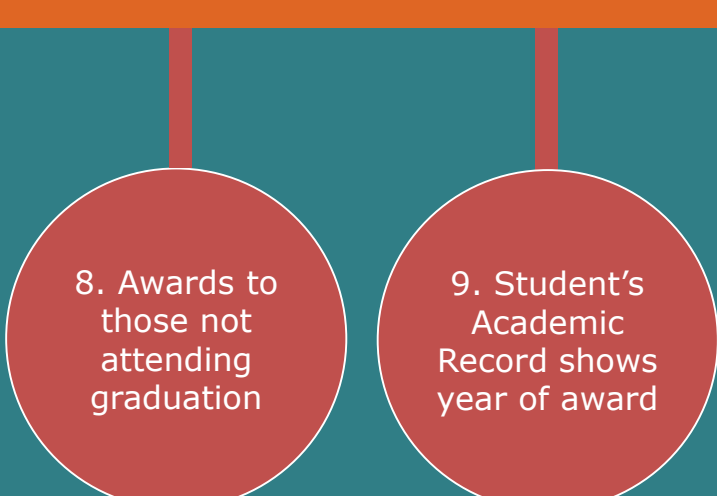 8. Awards to
those not
attending
graduation
9. Student’s
Academic
Record shows
year of award